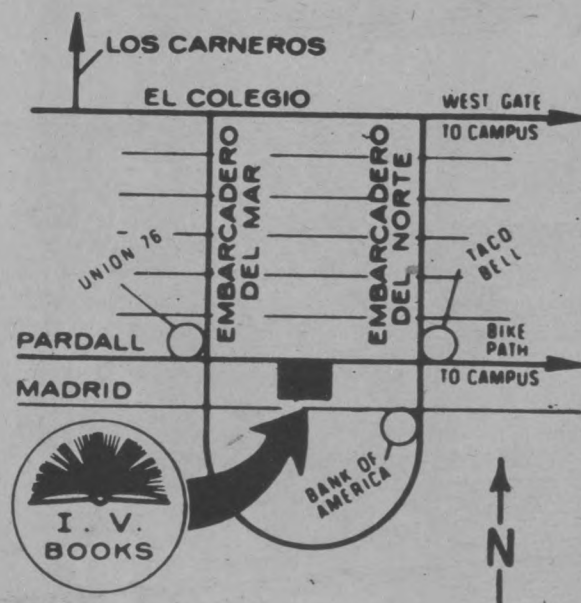 LOS CARNEROS
EL COLEGIO
WEST GATE
TO CAMPUS
EMBARCADERO
DEL MAR
EMBARCADERO
DEL NORTE
UNION 76
TACO
BELL
PARDALL
BIKE
PATH
TO CAMPUS
MADRID
BANK OF
AMERICA
I. V.
BOOKS
N